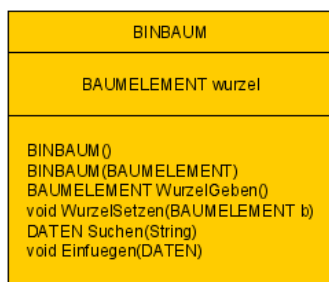 BINBAUM
BAUMELEMENT wurzel
BINBAUM()
BINBAUM(BAUMELEMENT)
BAUMELEMENT WurzelGeben()
void WurzelSetzen(BAUMELEMENT b)
DATEN Suchen(String)
void Einfuegen(DATEN)